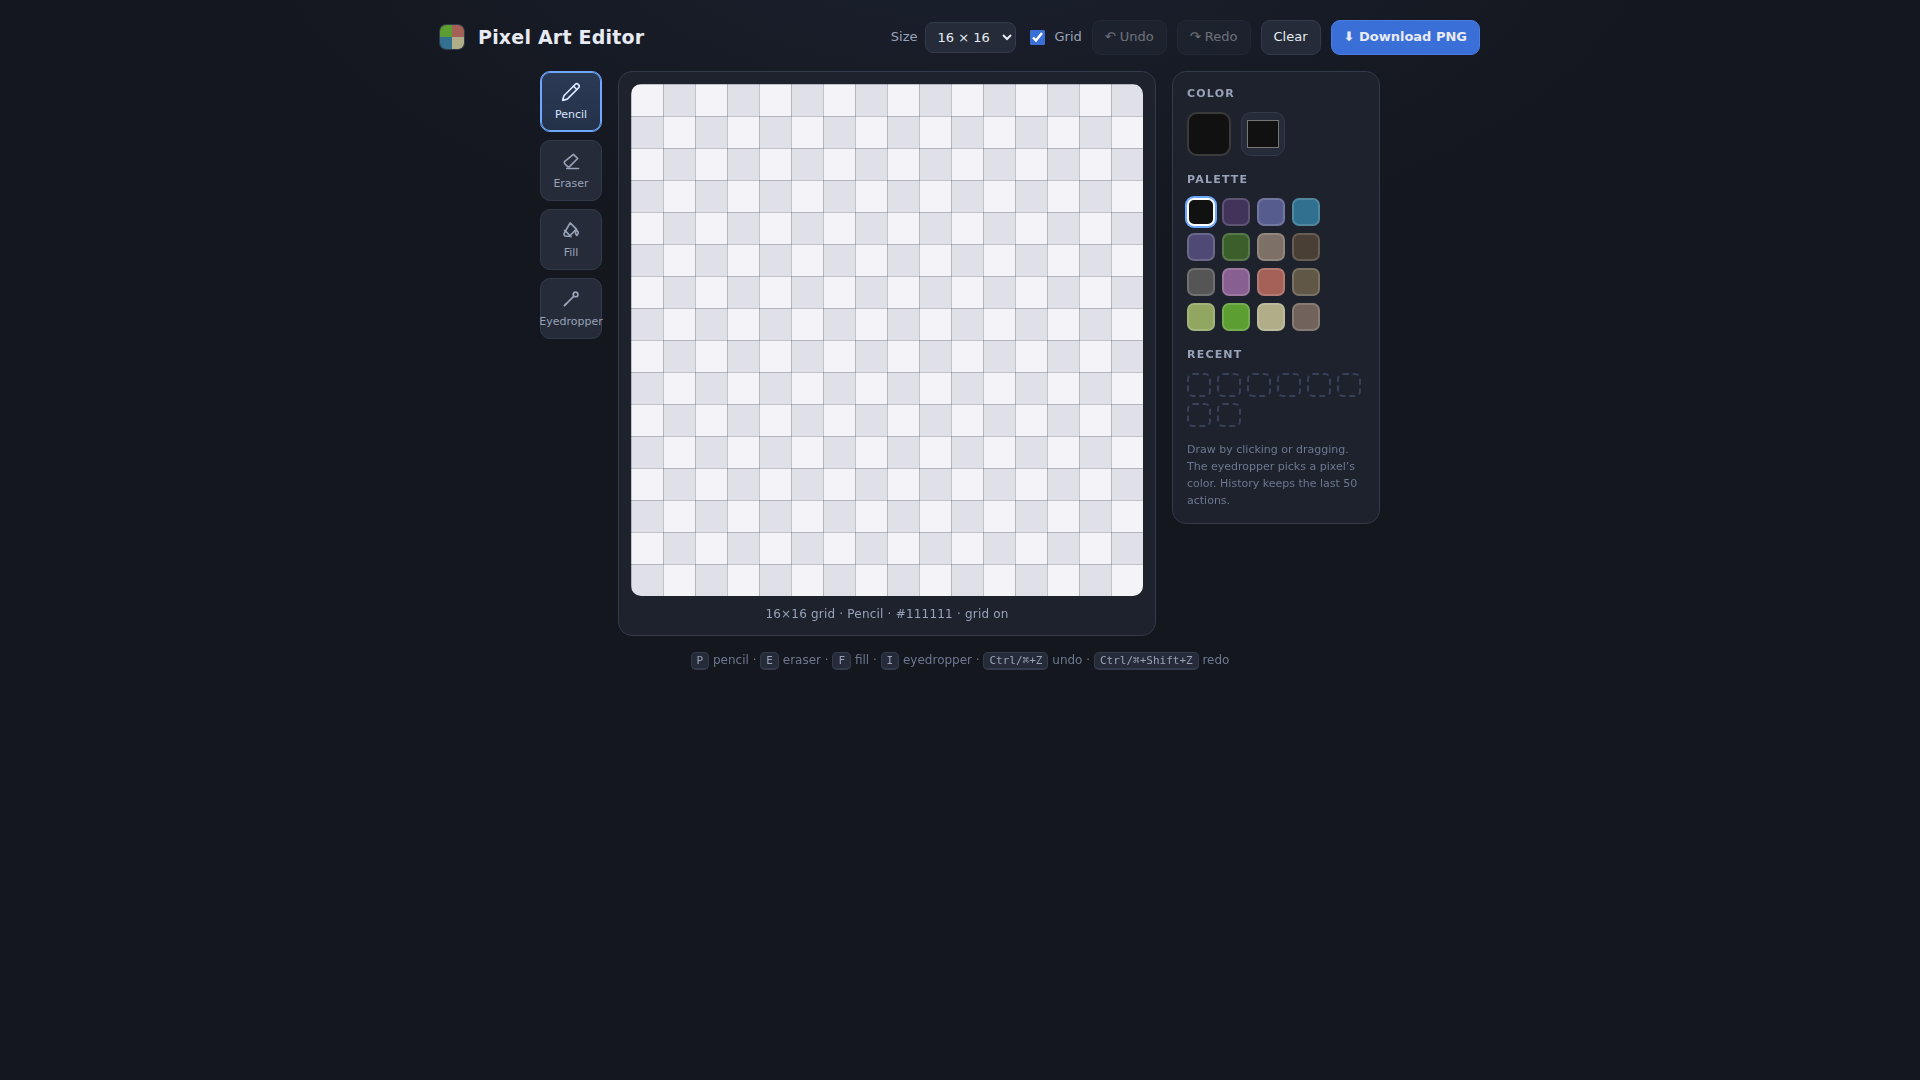 Pixel Art Editor
Size 16 × 16 Grid ↶ Undo ↷ Redo Clear ⬇ Download PNG
Pencil
Eraser
Fill
Eyedropper
16×16 grid · Pencil · #111111 · grid on
COLOR
PALETTE
RECENT
Draw by clicking or dragging.
The eyedropper picks a pixel's
color. History keeps the last 50
actions.
P pencil · E eraser · F fill · I eyedropper · Ctrl/⌘+Z undo · Ctrl/⌘+Shift+Z redo